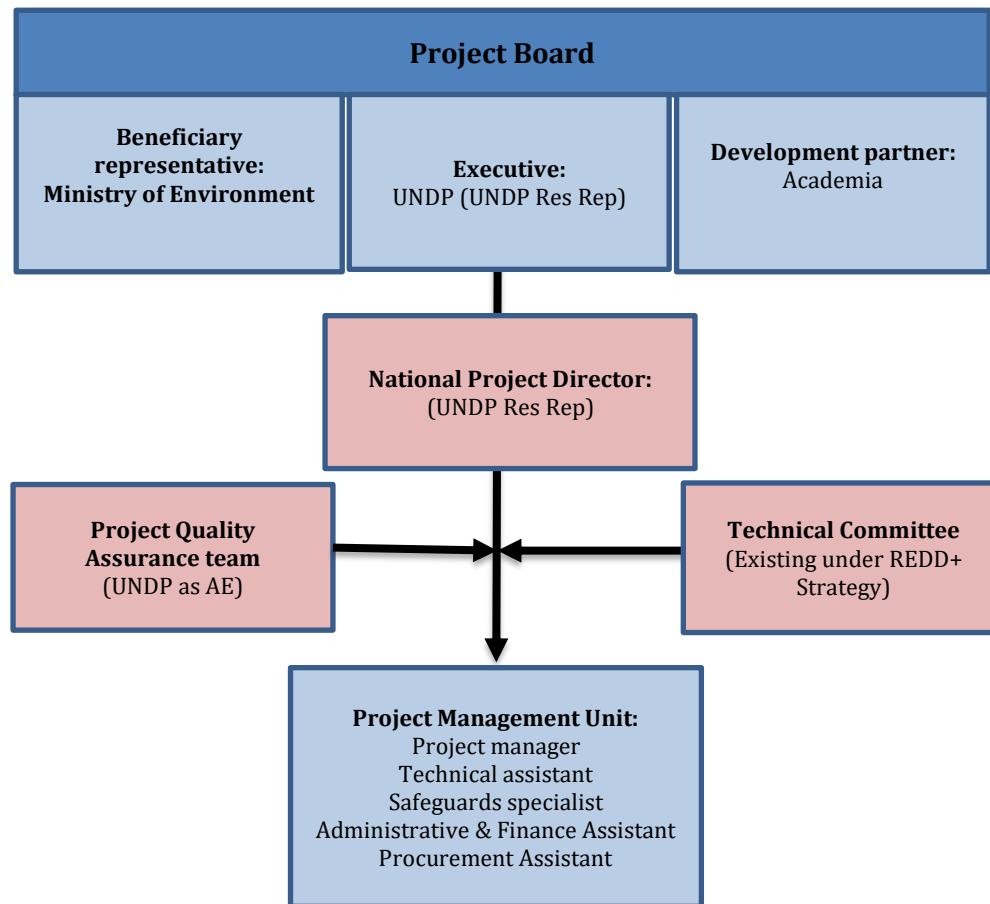 Project Board
Beneficiary
representative:
Ministry of Environment
Executive:
UNDP (UNDP Res Rep)
Development partner:
Academia
National Project Director:
(UNDP Res Rep)
Project Quality
Assurance team
(UNDP as AE)
Technical Committee
(Existing under REDD+
Strategy)
Project Management Unit:
Project manager
Technical assistant
Safeguards specialist
Administrative & Finance Assistant
Procurement Assistant